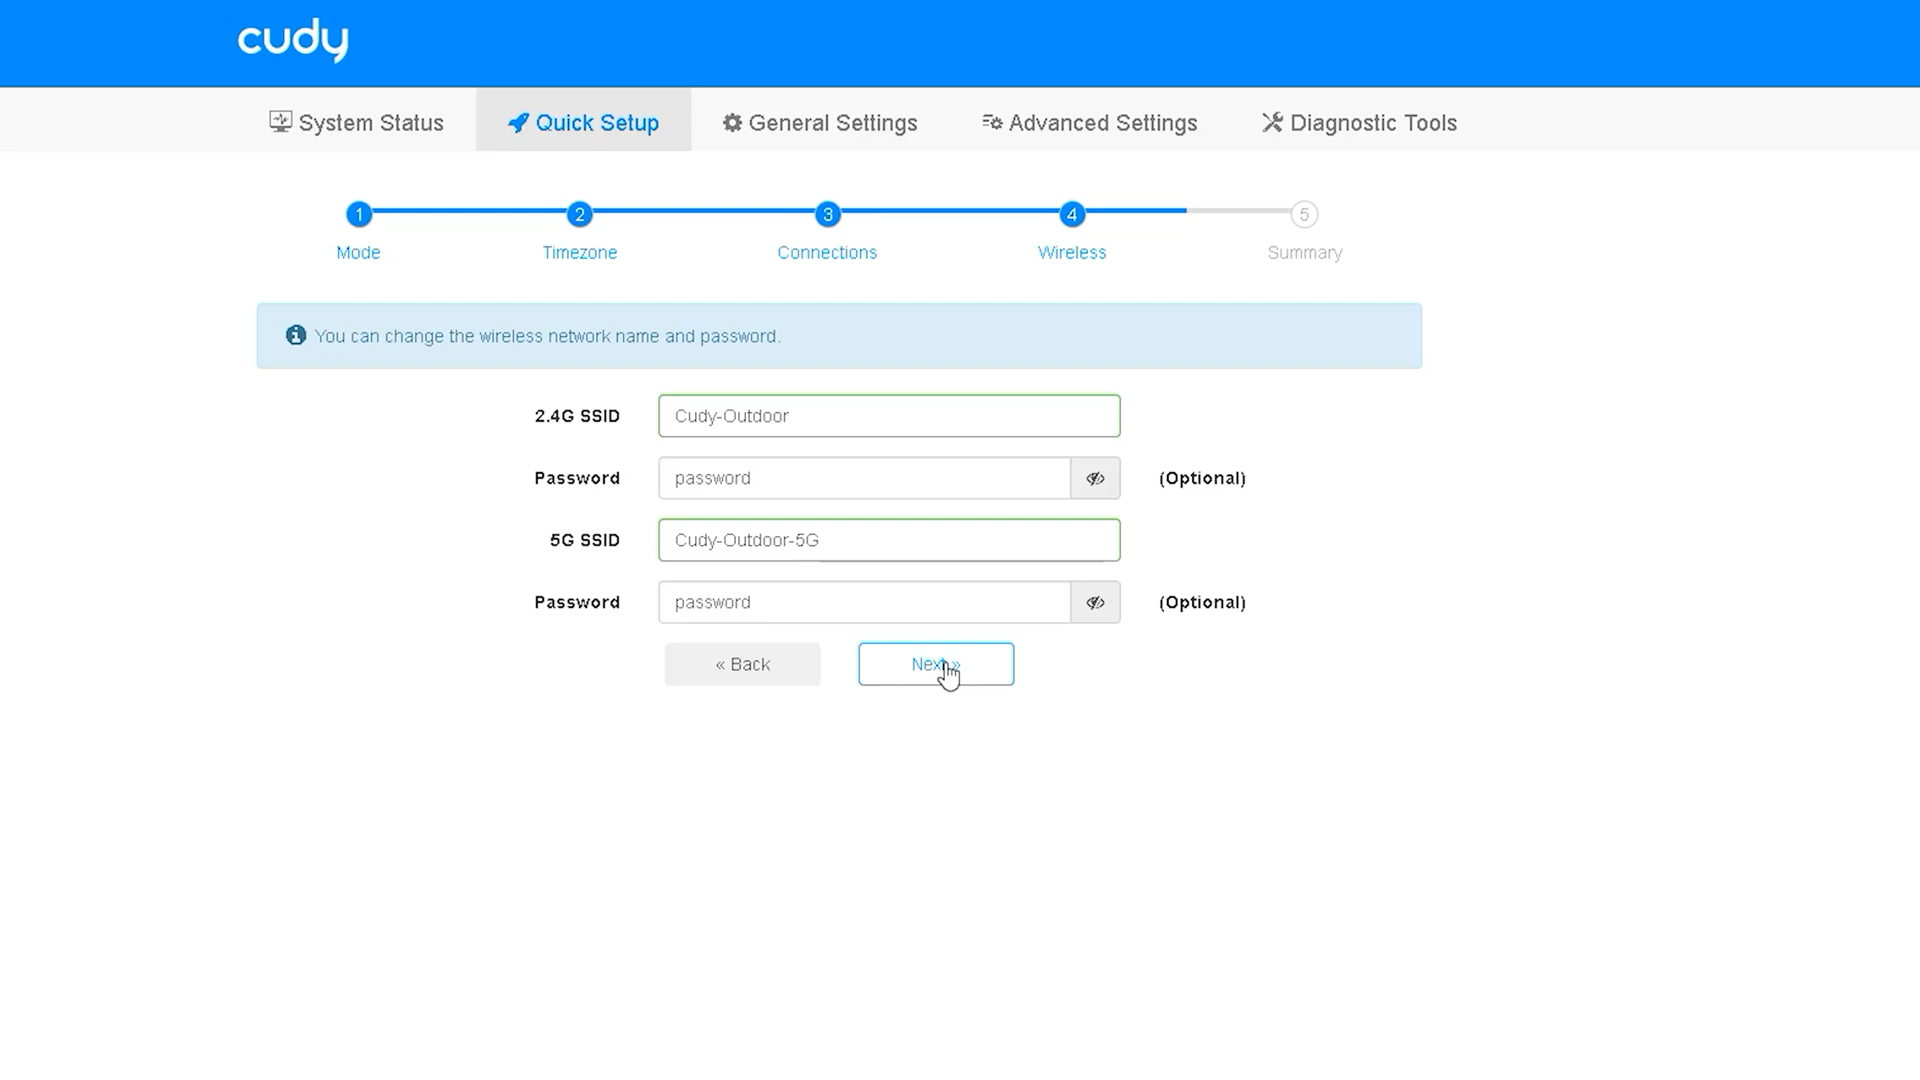 cudy
System Status Quick Setup General Settings Advanced Settings Diagnostic Tools
1 2 3 4 5
Mode Timezone Connections Wireless Summary
You can change the wireless network name and password.
2.4G SSID Cudy-Outdoor
Password password (Optional)
5G SSID Cudy-Outdoor-5G
Password password (Optional)
« Back Next »